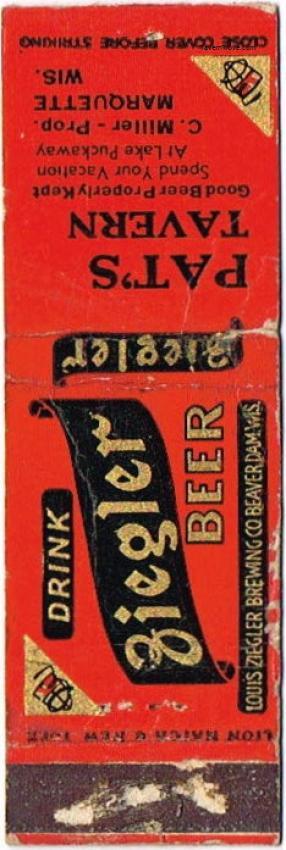 CLOSE COVER BEFORE STRIKING
PAT'S
TAVERN
Good Beer Properly Kept
Spend Your Vacation
At Lake Puckaway
C. Miller - Prop.
MARQUETTE
WIS.
Ziegler
DRINK
Ziegler
BEER
LOUIS ZIEGLER BREWING CO. BEAVER DAM, WIS.
LION MATCH NEW YORK